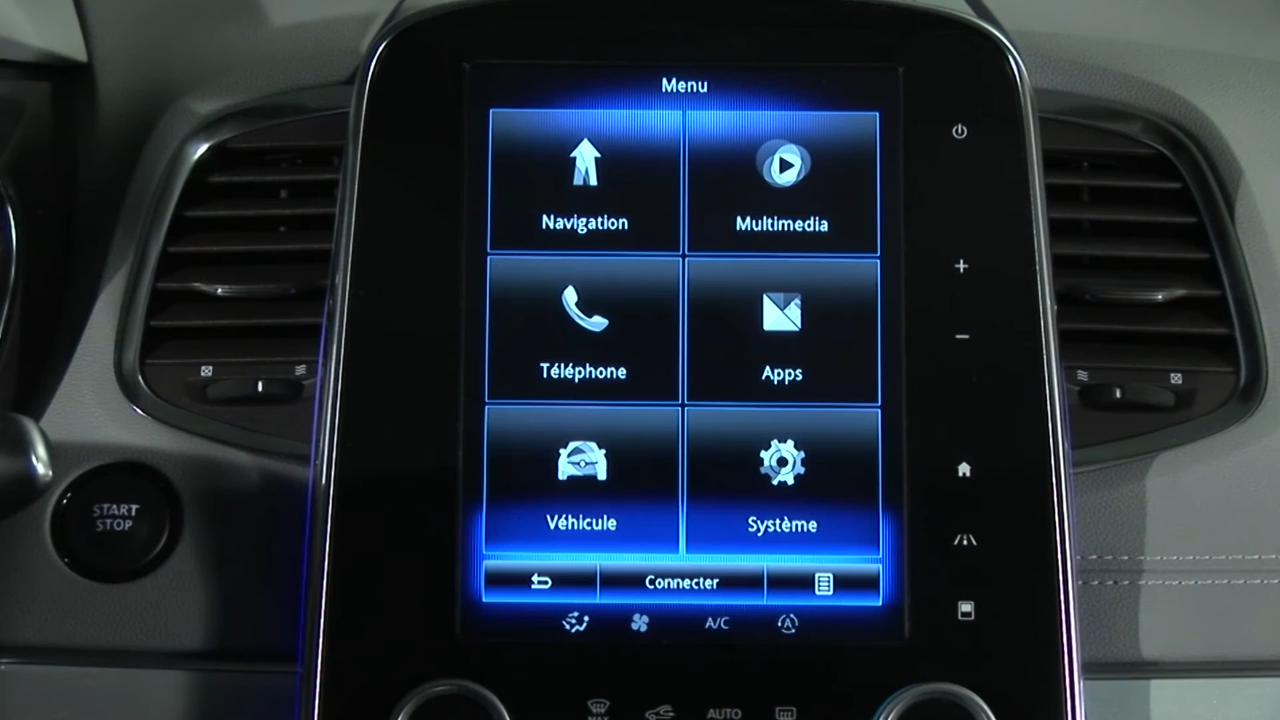 Menu
Navigation
Multimedia
Téléphone
Apps
Véhicule
Système
Connecter
A/C
A
START
STOP
MAX
AUTO